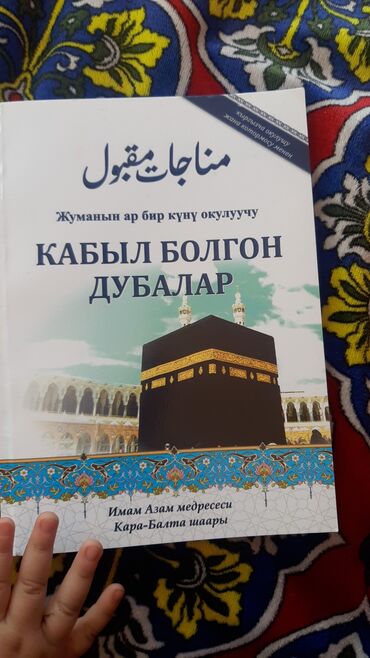 مناجات مقبول
Жуманын ар бир күнү окулуучу
КАБЫЛ БОЛГОН
ДУБАЛАР
Имам Азам медресеси
Кара-Балта шаары